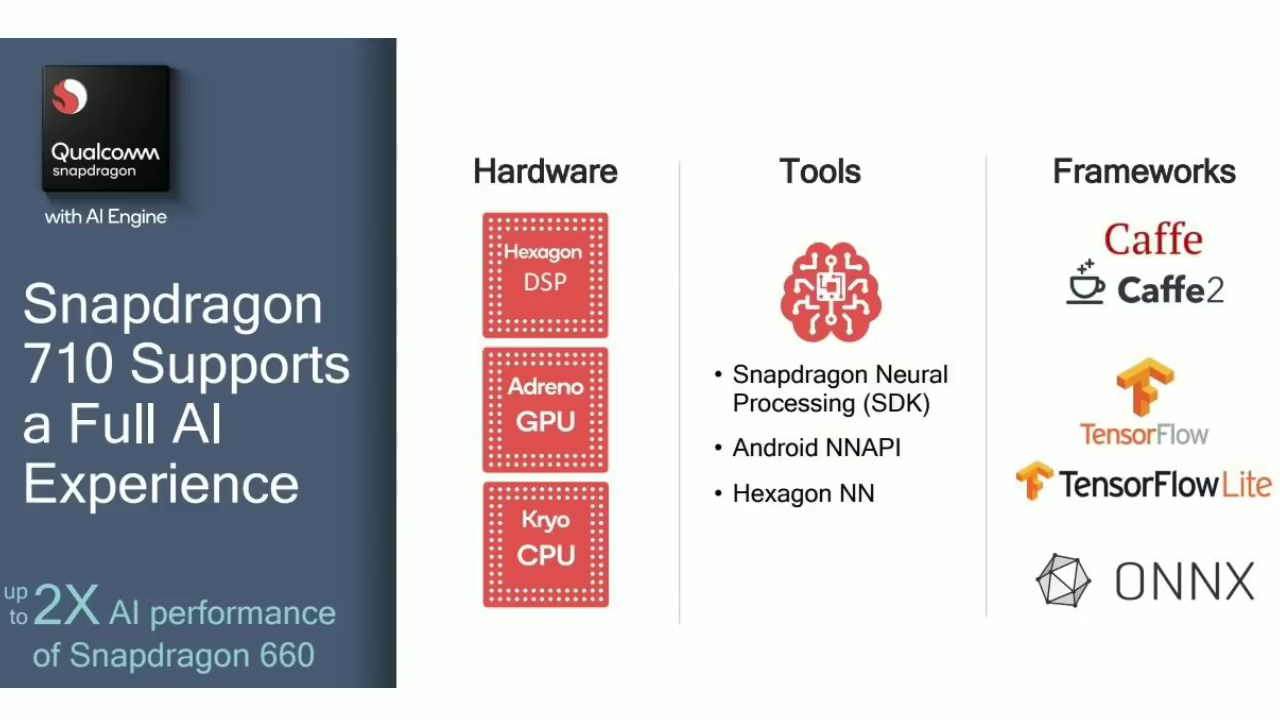 Qualcomm
snapdragon
with AI Engine
Snapdragon
710 Supports
a Full AI
Experience
up
to 2X AI performance
of Snapdragon 660
Hardware
Hexagon
DSP
Adreno
GPU
Kryo
CPU
Tools
• Snapdragon Neural
Processing (SDK)
• Android NNAPI
• Hexagon NN
Frameworks
Caffe
Caffe2
TensorFlow
TensorFlow Lite
ONNX